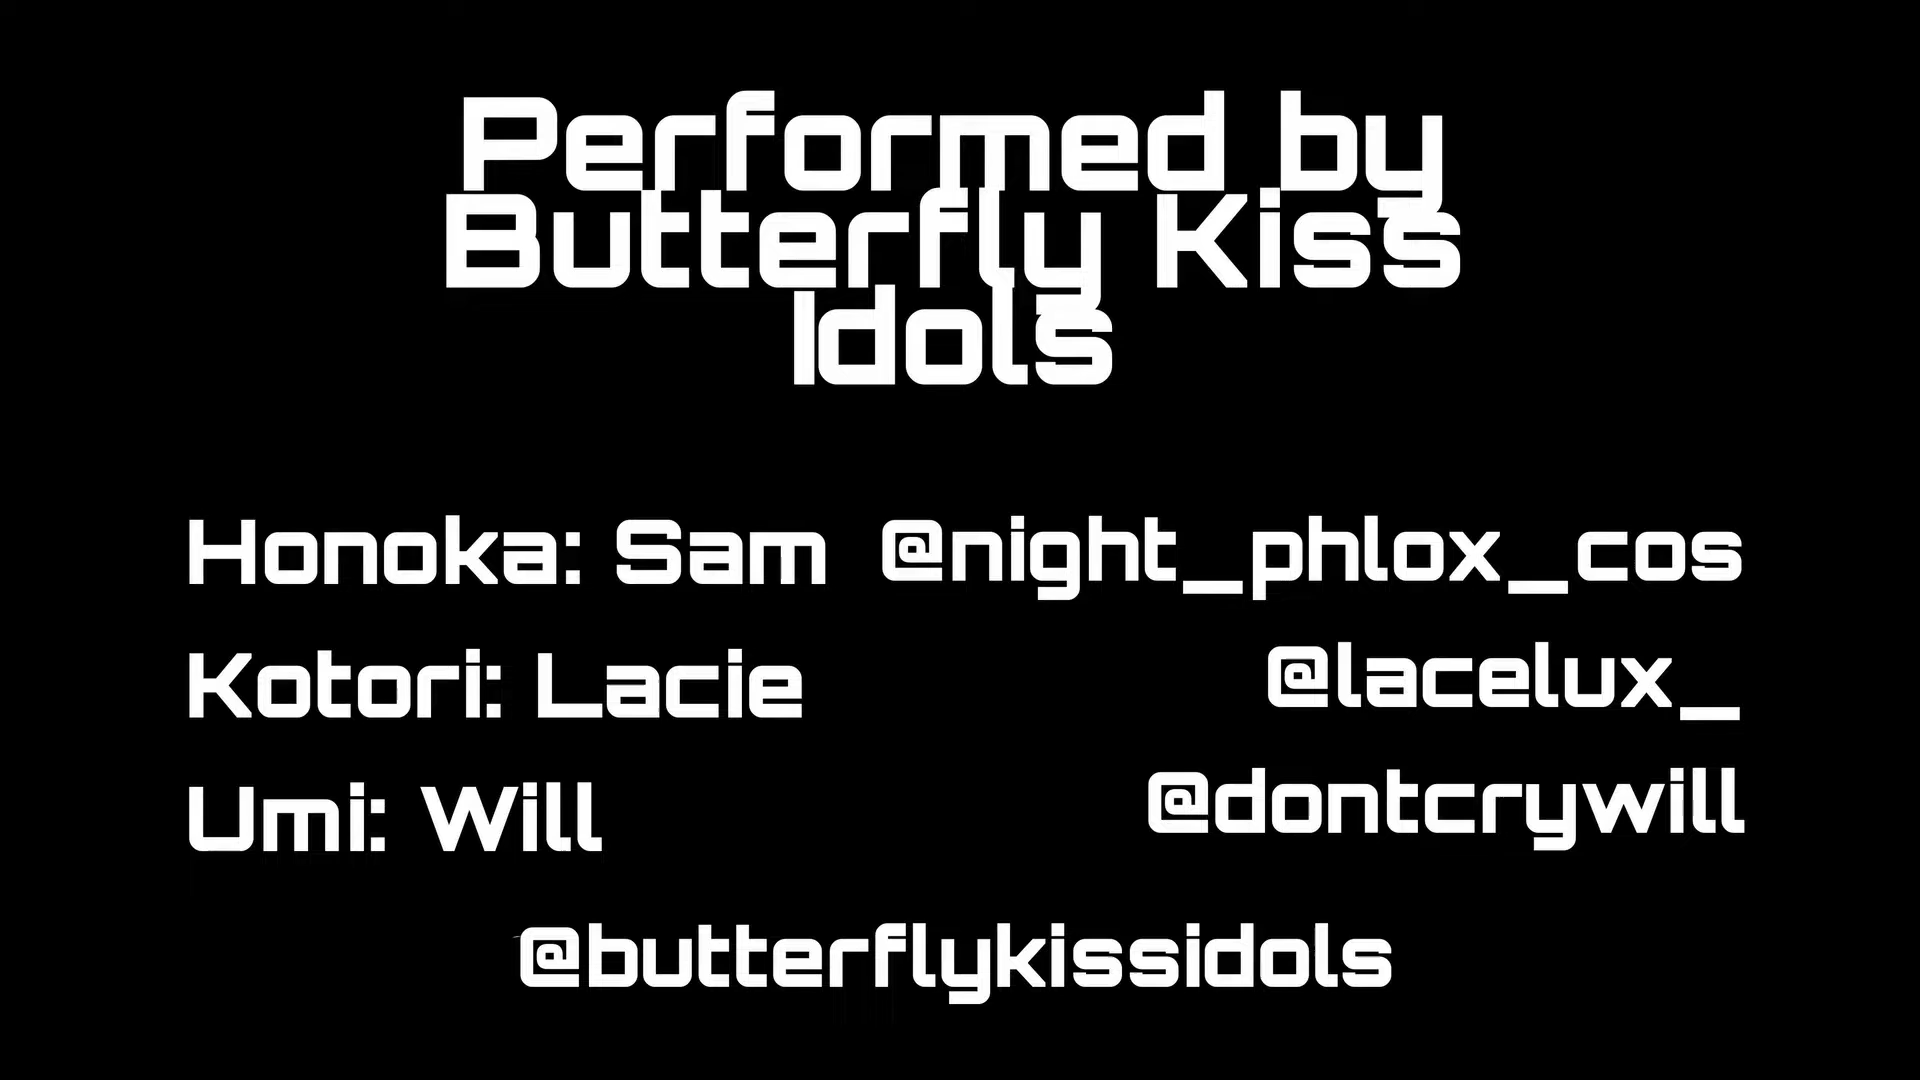 Performed by
Butterfly Kiss
Idols
Honoka: Sam @night_phlox_cos
Kotori: Lacie @lacelux_
Umi: Will @dontcrywill
@butterflykissidols